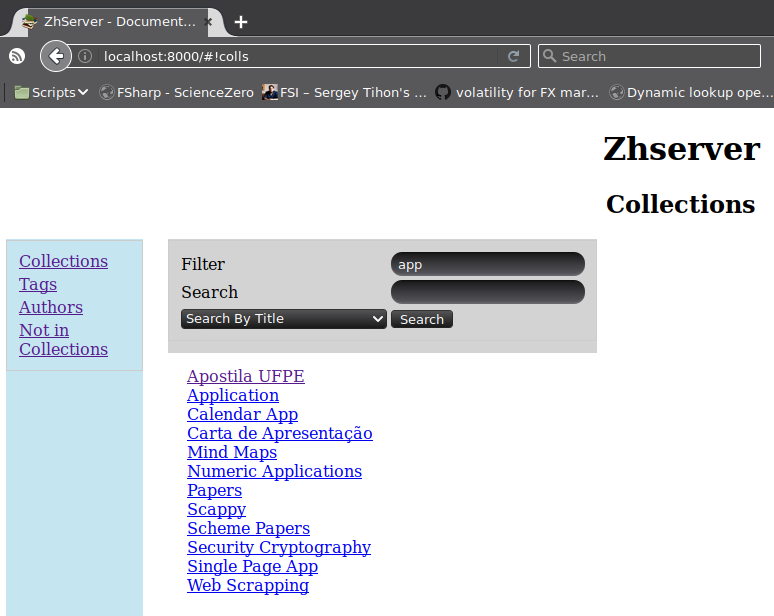 ZhServer - Document...
localhost:8000/#!colls
Search
Scripts
FSharp - ScienceZero
FSI – Sergey Tihon's ...
volatility for FX mar...
Dynamic lookup ope...
Zhserver
Collections
Collections
Tags
Authors
Not in
Collections
Filter
app
Search
Search By Title
Search
Apostila UFPE
Application
Calendar App
Carta de Apresentação
Mind Maps
Numeric Applications
Papers
Scappy
Scheme Papers
Security Cryptography
Single Page App
Web Scrapping